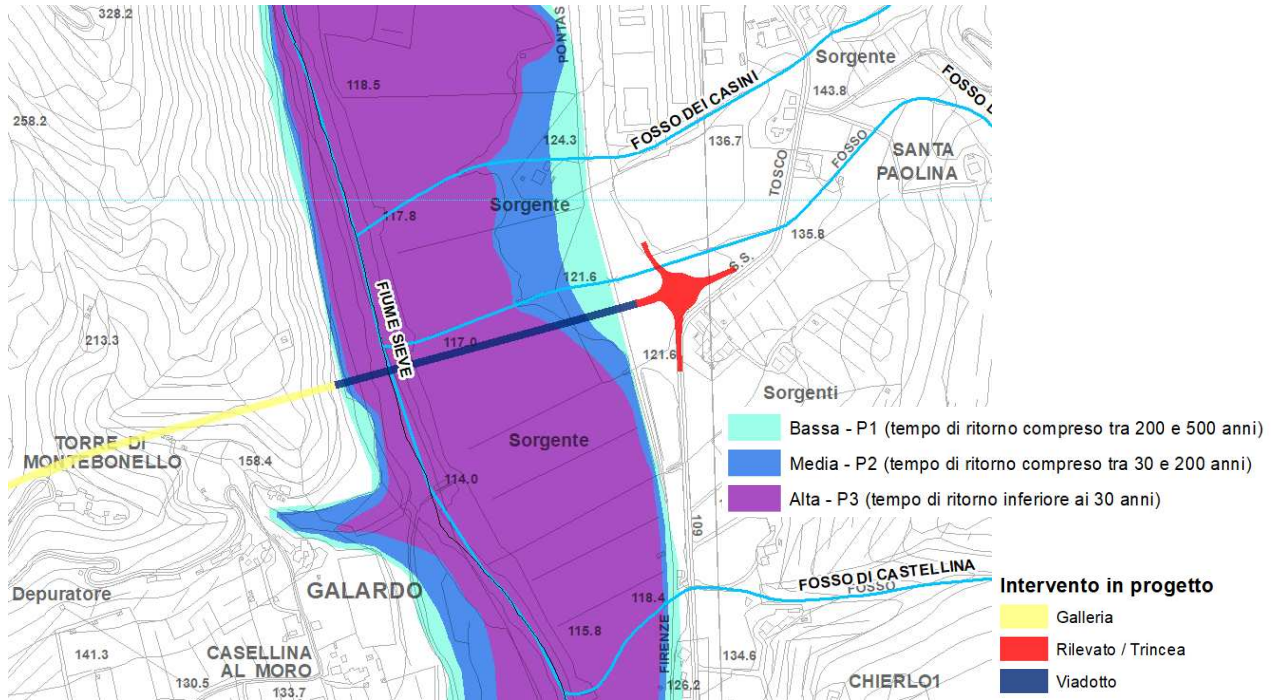 328.2
PONTAS
Sorgente
118.5
FOSSO DEI CASINI
143.8
258.2
124.3
136.7
FOSSO
SANTA
PAOLINA
TOSCO
Sorgente
117.8
135.8
S.S.
121.6
FIUME SIEVE
213.3
117.0
121.6
Sorgenti
Bassa - P1 (tempo di ritorno compreso tra 200 e 500 anni)
Media - P2 (tempo di ritorno compreso tra 30 e 200 anni)
Alta - P3 (tempo di ritorno inferiore ai 30 anni)
TORRE DI
MONTEBONELLO
158.4
Sorgente
114.0
109
FOSSO DI CASTELLINA
FOSSO
Depuratore
GALARDO
118.4
115.8
FIRENZE
CASELLINA
AL MORO
141.3
130.5
133.7
134.6
126.2
CHIERLO1
Intervento in progetto
Galleria
Rilevato / Trincea
Viadotto